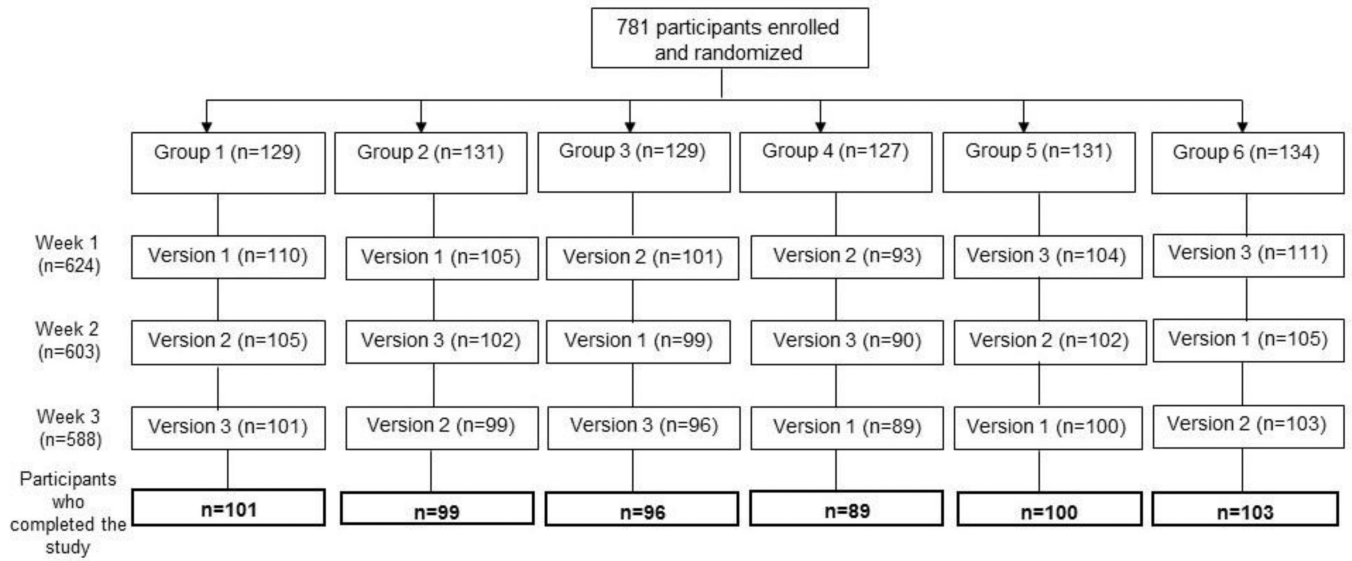 781 participants enrolled
and randomized
Group 1 (n=129)
Group 2 (n=131)
Group 3 (n=129)
Group 4 (n=127)
Group 5 (n=131)
Group 6 (n=134)
Week 1
(n=624)
Version 1 (n=110)
Version 1 (n=105)
Version 2 (n=101)
Version 2 (n=93)
Version 3 (n=104)
Version 3 (n=111)
Week 2
(n=603)
Version 2 (n=105)
Version 3 (n=102)
Version 1 (n=99)
Version 3 (n=90)
Version 2 (n=102)
Version 1 (n=105)
Week 3
(n=588)
Version 3 (n=101)
Version 2 (n=99)
Version 3 (n=96)
Version 1 (n=89)
Version 1 (n=100)
Version 2 (n=103)
Participants
who
completed the
study
n=101
n=99
n=96
n=89
n=100
n=103